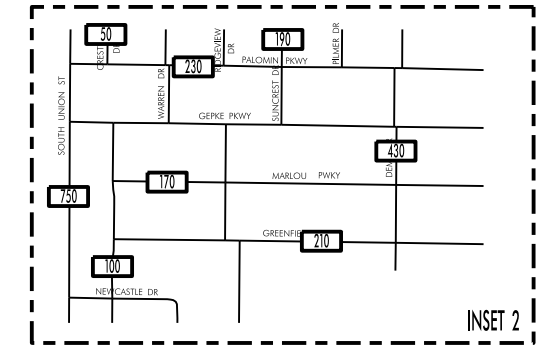 50
190
CREST
DR
RIDGEVIEW
DR
PILMER DR
PALOMIN PKWY
230
WARREN DR
SUNCREST DR
SOUTH UNION ST
GEPKE PKWY
430
170
MARLOU PWKY
750
GREENFIE
210
100
NEWCASTLE DR
INSET 2